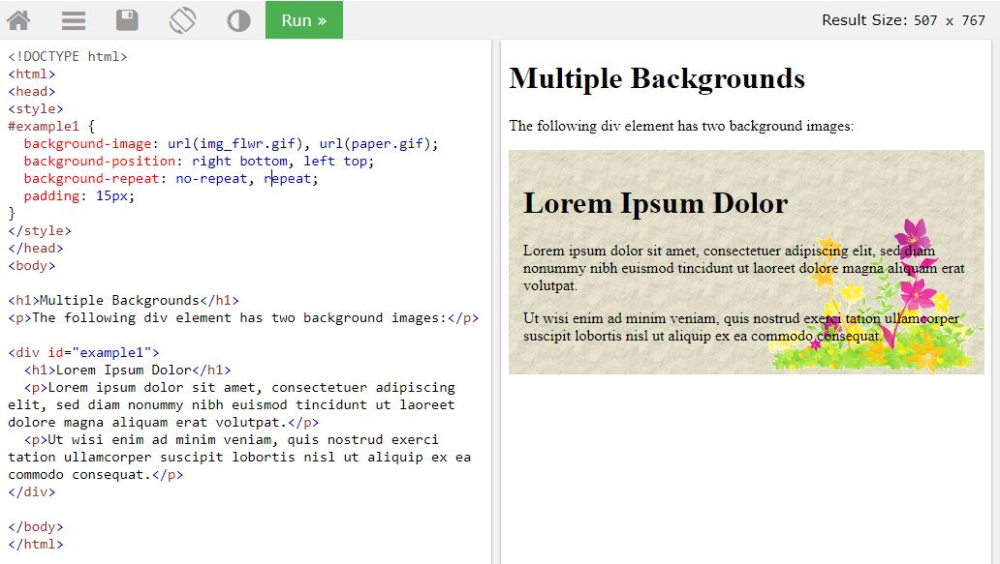 Run »
Result Size: 507 x 767
<!DOCTYPE html>
<html>
<head>
<style>
#example1 {
  background-image: url(img_flwr.gif), url(paper.gif);
  background-position: right bottom, left top;
  background-repeat: no-repeat, repeat;
  padding: 15px;
}
</style>
</head>
<body>

<h1>Multiple Backgrounds</h1>
<p>The following div element has two background images:</p>

<div id="example1">
  <h1>Lorem Ipsum Dolor</h1>
  <p>Lorem ipsum dolor sit amet, consectetuer adipiscing
elit, sed diam nonummy nibh euismod tincidunt ut laoreet
dolore magna aliquam erat volutpat.</p>
  <p>Ut wisi enim ad minim veniam, quis nostrud exerci
tation ullamcorper suscipit lobortis nisl ut aliquip ex ea
commodo consequat.</p>
</div>

</body>
</html>
Multiple Backgrounds
The following div element has two background images:
Lorem Ipsum Dolor
Lorem ipsum dolor sit amet, consectetuer adipiscing elit, sed diam
nonummy nibh euismod tincidunt ut laoreet dolore magna aliquam erat
volutpat.
Ut wisi enim ad minim veniam, quis nostrud exerci tation ullamcorper
suscipit lobortis nisl ut aliquip ex ea commodo consequat.